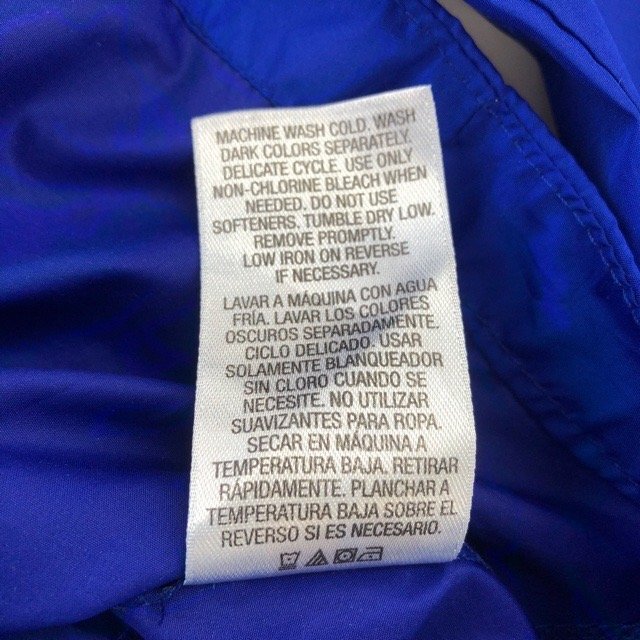 MACHINE WASH COLD. WASH
DARK COLORS SEPARATELY.
DELICATE CYCLE. USE ONLY
NON-CHLORINE BLEACH WHEN
NEEDED. DO NOT USE
SOFTENERS. TUMBLE DRY LOW.
REMOVE PROMPTLY.
LOW IRON ON REVERSE
IF NECESSARY.
LAVAR A MÁQUINA CON AGUA
FRÍA. LAVAR LOS COLORES
OSCUROS SEPARADAMENTE.
CICLO DELICADO. USAR
SOLAMENTE BLANQUEADOR
SIN CLORO CUANDO SE
NECESITE. NO UTILIZAR
SUAVIZANTES PARA ROPA.
SECAR EN MÁQUINA A
TEMPERATURA BAJA. RETIRAR
RÁPIDAMENTE. PLANCHAR A
TEMPERATURA BAJA SOBRE EL
REVERSO SI ES NECESARIO.